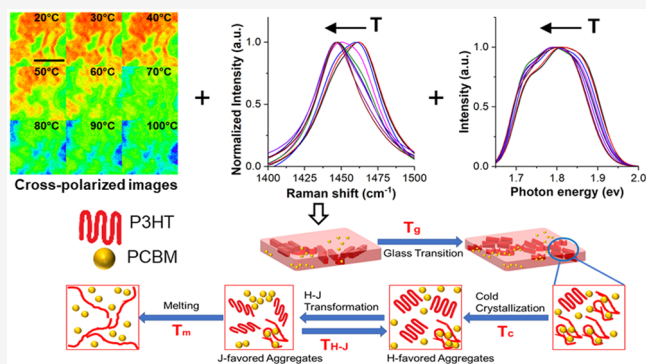 20°C 30°C 40°C
50°C 60°C 70°C
80°C 90°C 100°C
Cross-polarized images
+
T
Normalized Intensity (a.u.)
1.0
0.5
0.0
1400 1425 1450 1475 1500
Raman shift (cm⁻¹)
+
T
Intensity (a.u.)
1.0
0.5
0.0
1.7 1.8 1.9 2.0
Photon energy (ev)
P3HT
PCBM
Tg
Glass Transition
Melting
Tm
H-J
Transformation
TH-J
Cold
Crystallization
Tc
J-favored Aggregates
H-favored Aggregates